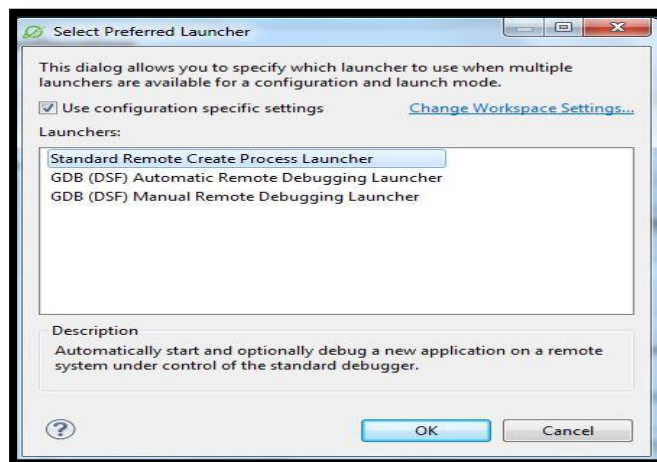 Select Preferred Launcher
This dialog allows you to specify which launcher to use when multiple
launchers are available for a configuration and launch mode.
Use configuration specific settings Change Workspace Settings...
Launchers:
Standard Remote Create Process Launcher
GDB (DSF) Automatic Remote Debugging Launcher
GDB (DSF) Manual Remote Debugging Launcher
Description
Automatically start and optionally debug a new application on a remote
system under control of the standard debugger.
OK Cancel